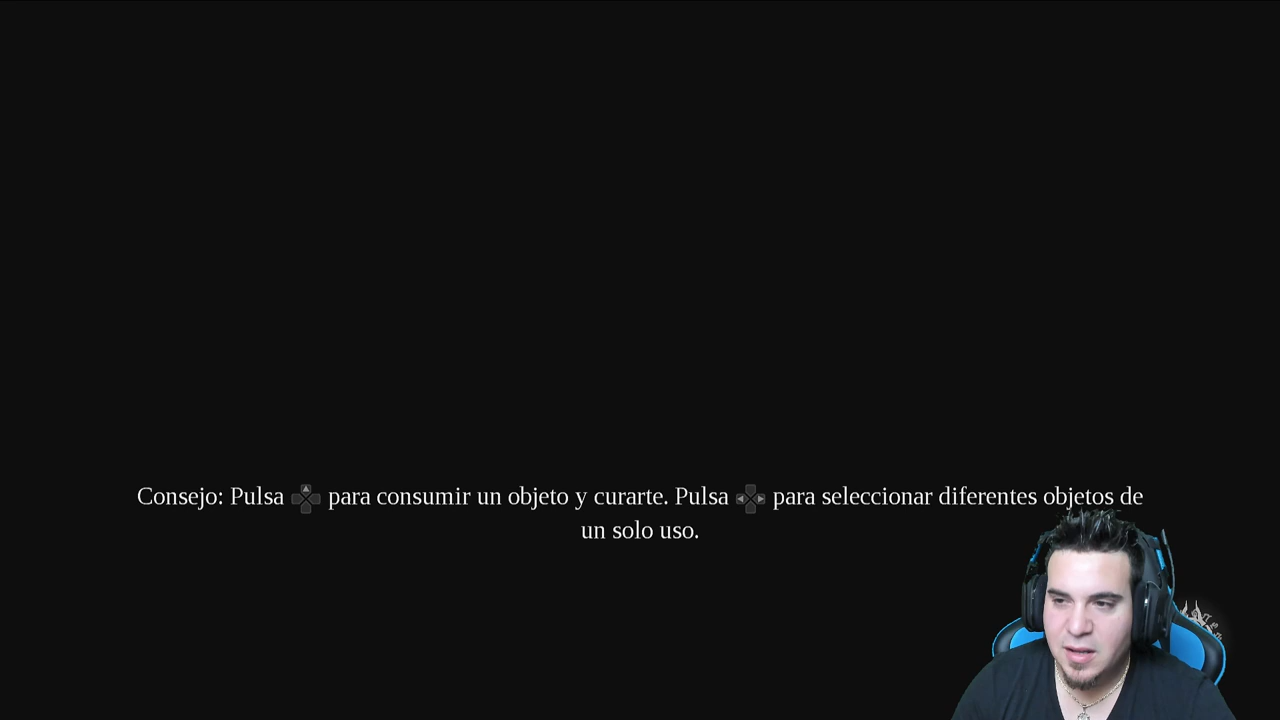 Consejo: Pulsa para consumir un objeto y curarte. Pulsa para seleccionar diferentes objetos de
un solo uso.